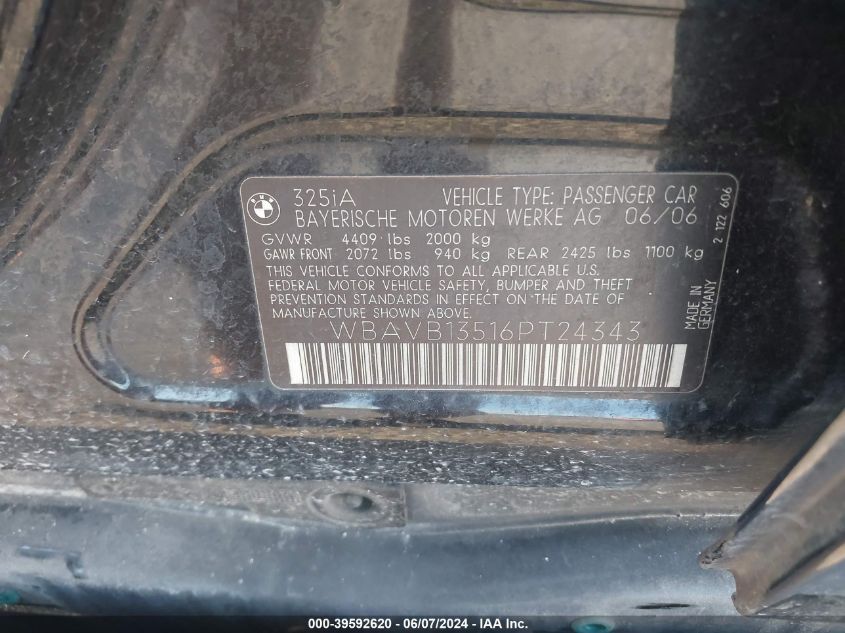 BMW
325iA VEHICLE TYPE: PASSENGER CAR
BAYERISCHE MOTOREN WERKE AG 06/06
GVWR 4409 lbs 2000 kg
GAWR FRONT 2072 lbs 940 kg REAR 2425 lbs 1100 kg
THIS VEHICLE CONFORMS TO ALL APPLICABLE U.S.
FEDERAL MOTOR VEHICLE SAFETY, BUMPER AND THEFT
PREVENTION STANDARDS IN EFFECT ON THE DATE OF
MANUFACTURE SHOWN ABOVE.
WBAVB13516PT24343
2 122 606
MADE IN
GERMANY
000-39592620 - 06/07/2024 - IAA Inc.